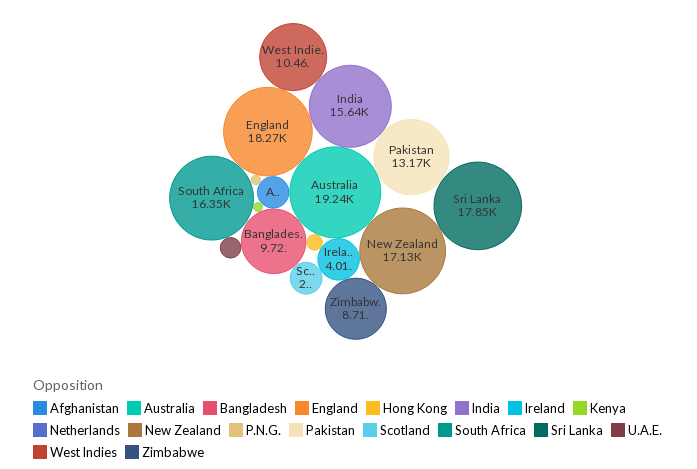 West Indie.
10.46.
India
15.64K
England
18.27K
Pakistan
13.17K
South Africa
16.35K
A..
Australia
19.24K
Sri Lanka
17.85K
Banglades.
9.72.
New Zealand
17.13K
Irela..
4.01.
Sc..
2..
Zimbabw.
8.71.
Opposition
Afghanistan Australia Bangladesh England Hong Kong India Ireland Kenya
Netherlands New Zealand P.N.G. Pakistan Scotland South Africa Sri Lanka U.A.E.
West Indies Zimbabwe